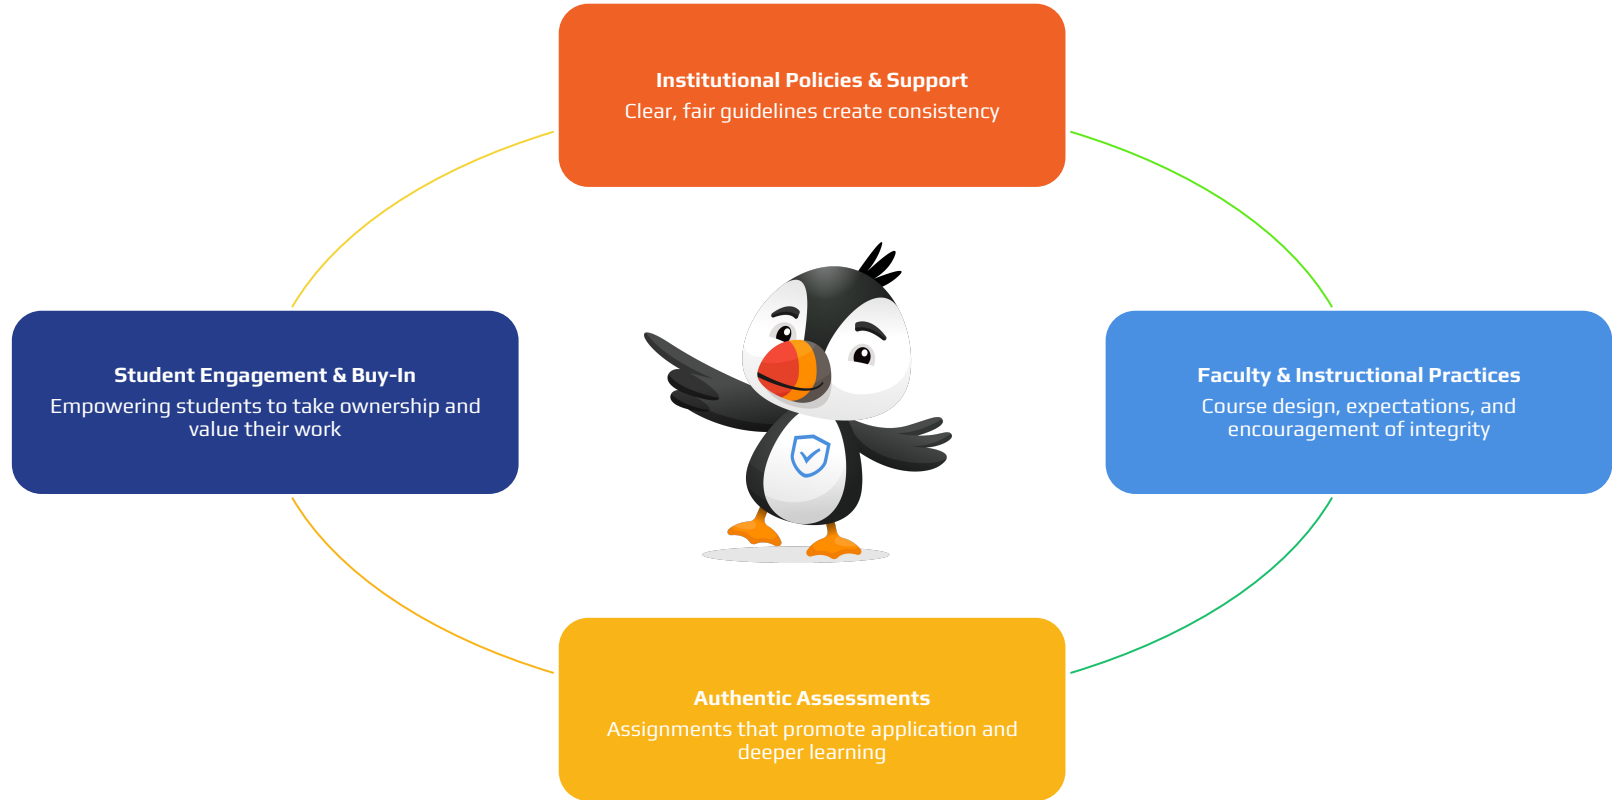 Institutional Policies & Support
Clear, fair guidelines create consistency
Student Engagement & Buy-In
Empowering students to take ownership and
value their work
Faculty & Instructional Practices
Course design, expectations, and
encouragement of integrity
Authentic Assessments
Assignments that promote application and
deeper learning